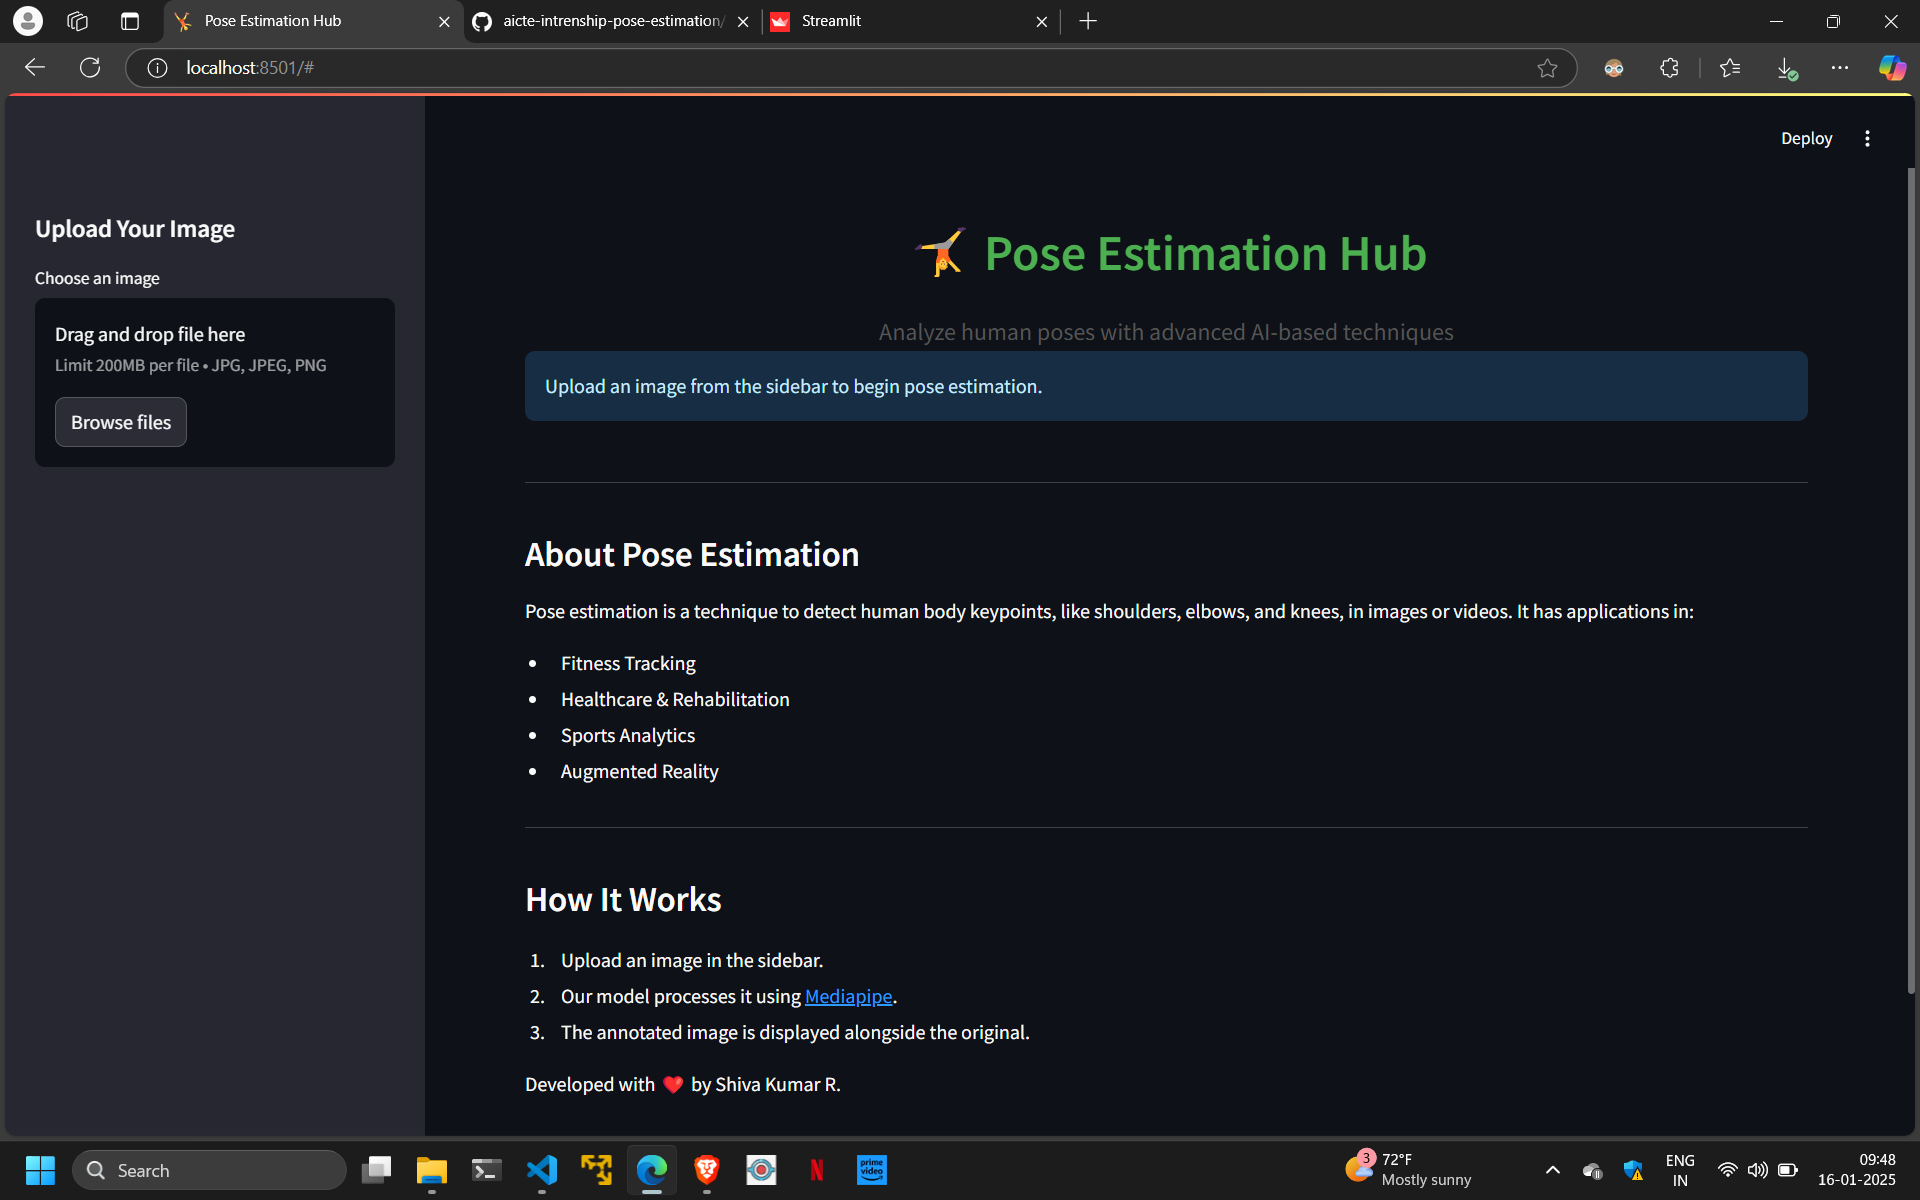 Pose Estimation Hub
aicte-intrenship-pose-estimation/
Streamlit
localhost:8501/#
Deploy
Upload Your Image
Choose an image
Drag and drop file here
Limit 200MB per file • JPG, JPEG, PNG
Browse files
Pose Estimation Hub
Analyze human poses with advanced AI-based techniques
Upload an image from the sidebar to begin pose estimation.
About Pose Estimation
Pose estimation is a technique to detect human body keypoints, like shoulders, elbows, and knees, in images or videos. It has applications in:
• Fitness Tracking
• Healthcare & Rehabilitation
• Sports Analytics
• Augmented Reality
How It Works
1. Upload an image in the sidebar.
2. Our model processes it using Mediapipe.
3. The annotated image is displayed alongside the original.
Developed with ❤️ by Shiva Kumar R.
Search
N
prime video
3
72°F
Mostly sunny
ENG
IN
09:48
16-01-2025